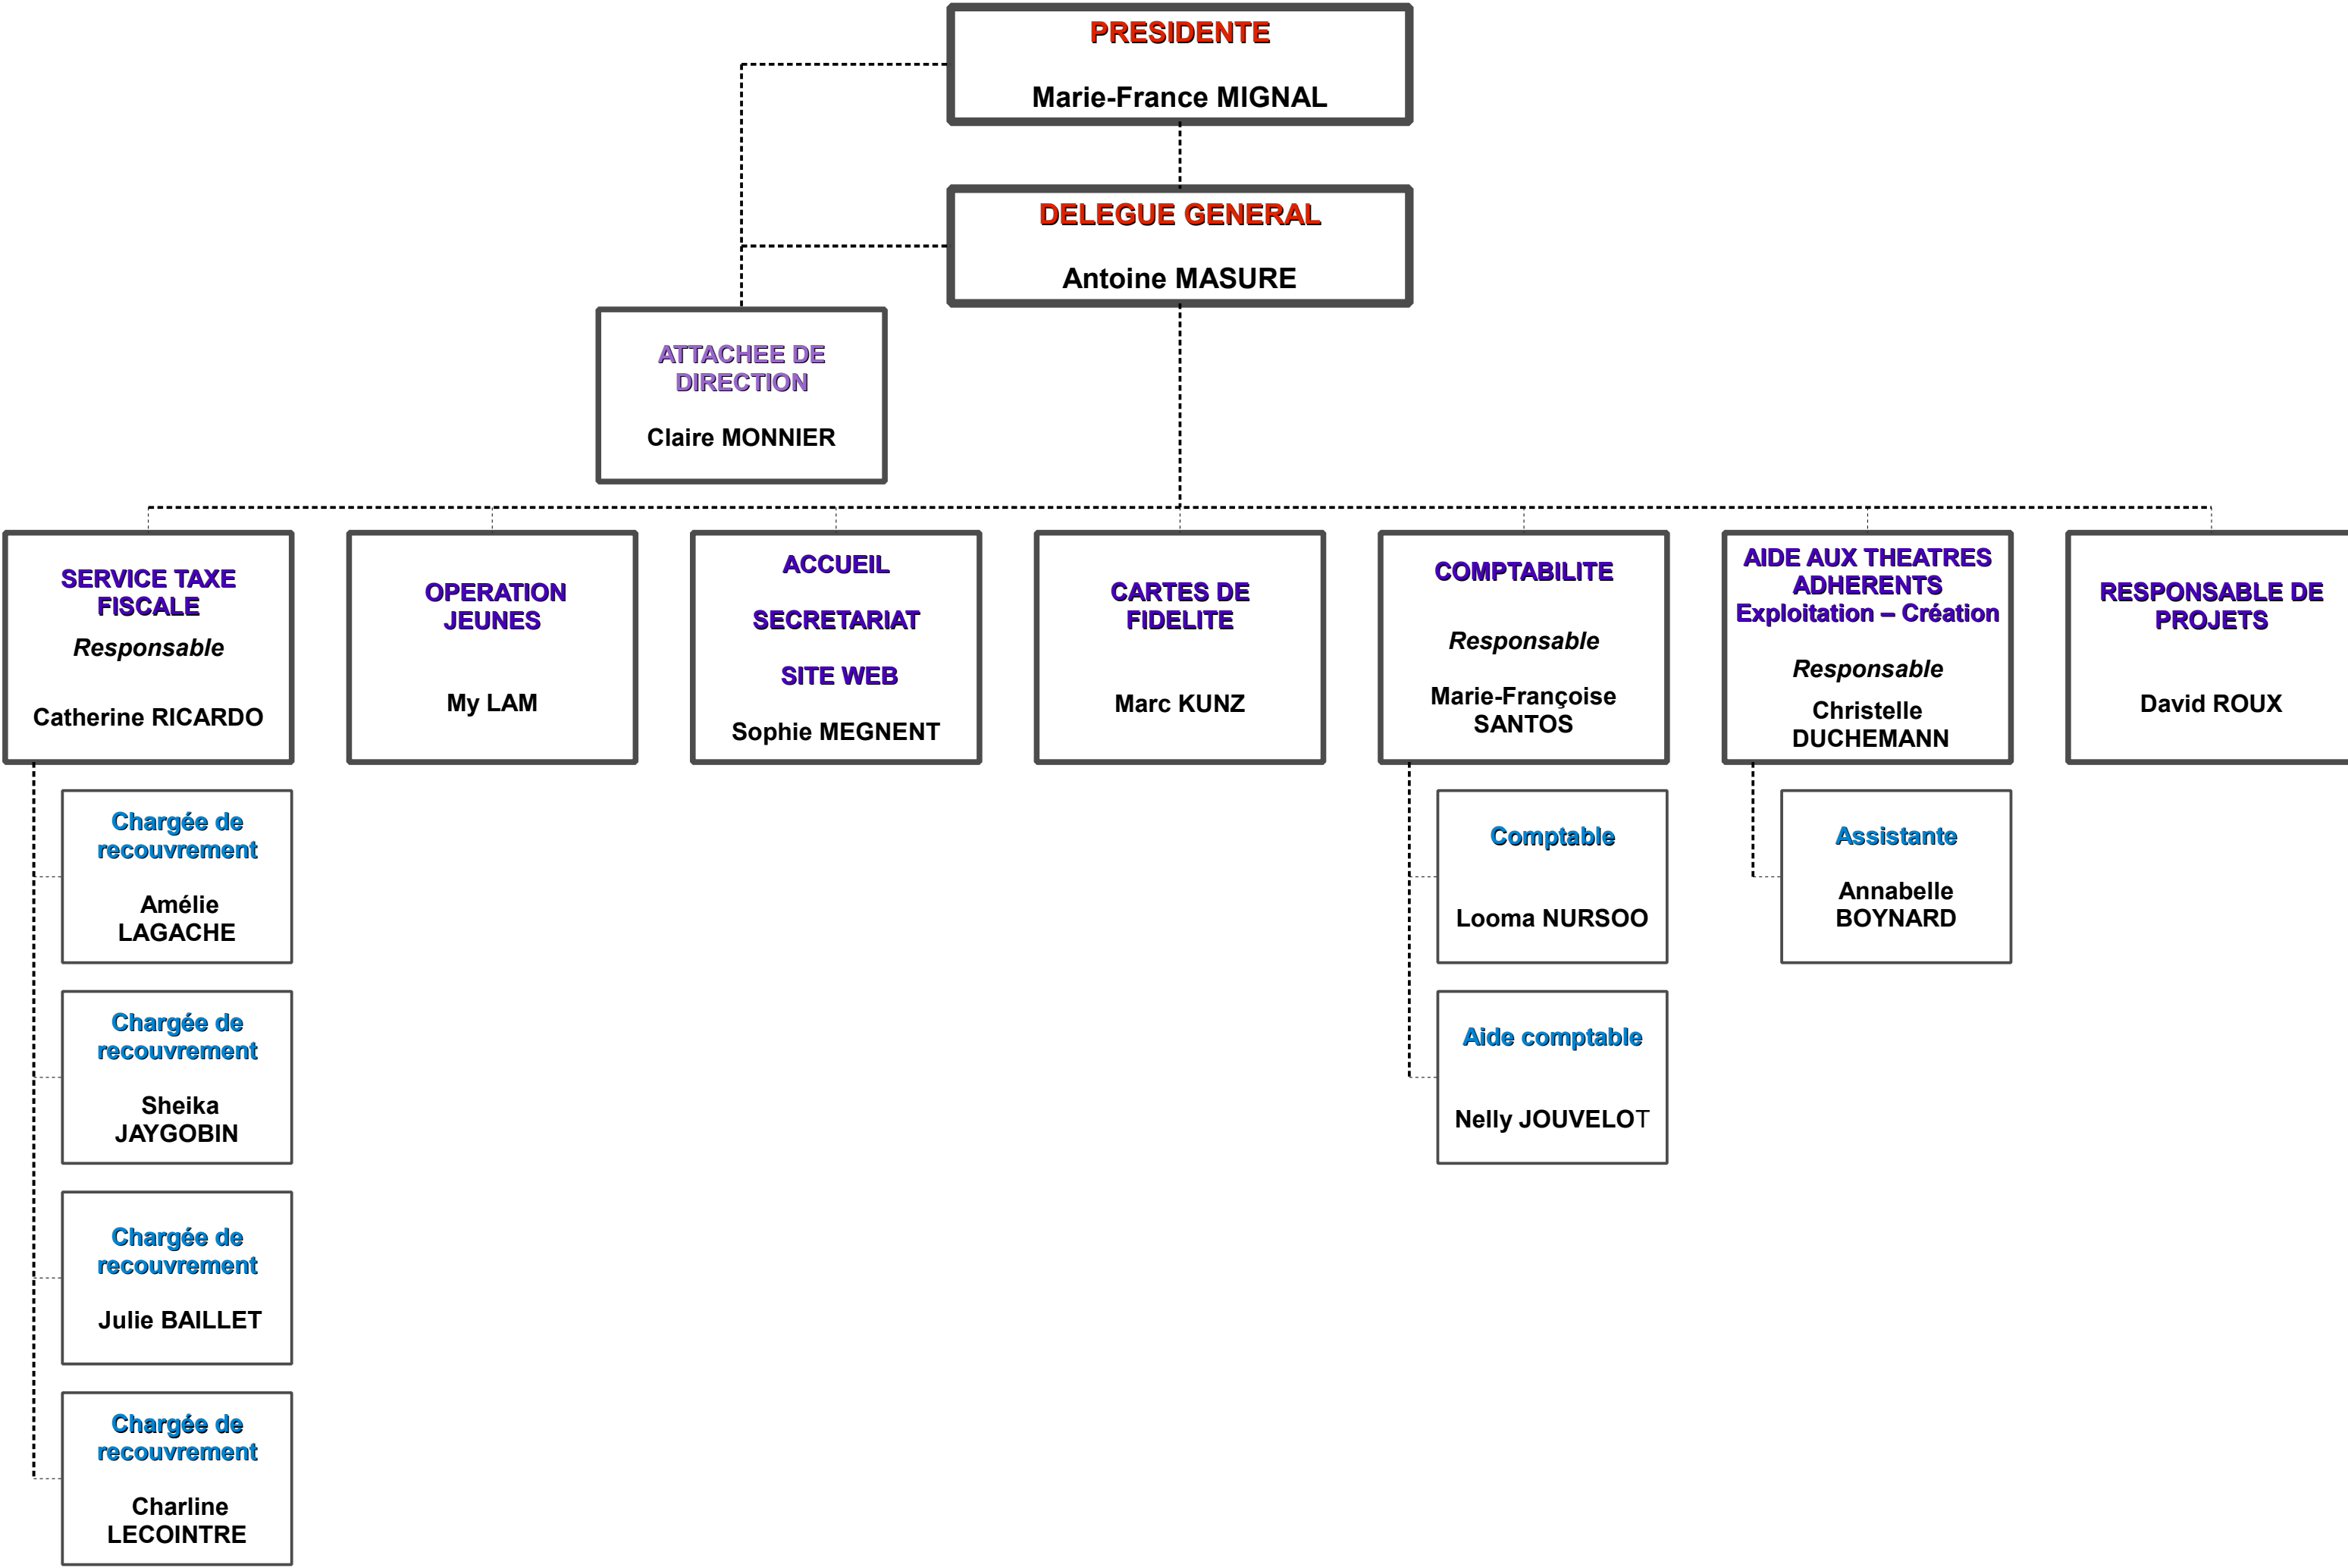 PRESIDENTE
Marie-France MIGNAL
DELEGUE GENERAL
Antoine MASURE
ATTACHEE DE
DIRECTION
Claire MONNIER
SERVICE TAXE
FISCALE
Responsable
Catherine RICARDO
OPERATION
JEUNES
My LAM
ACCUEIL
SECRETARIAT
SITE WEB
Sophie MEGNENT
CARTES DE
FIDELITE
Marc KUNZ
COMPTABILITE
Responsable
Marie-Françoise
SANTOS
AIDE AUX THEATRES
ADHERENTS
Exploitation – Création
Responsable
Christelle
DUCHEMANN
RESPONSABLE DE
PROJETS
David ROUX
Chargée de
recouvrement
Amélie
LAGACHE
Chargée de
recouvrement
Sheika
JAYGOBIN
Chargée de
recouvrement
Julie BAILLET
Chargée de
recouvrement
Charline
LECOINTRE
Comptable
Looma NURSOO
Aide comptable
Nelly JOUVELOT
Assistante
Annabelle
BOYNARD